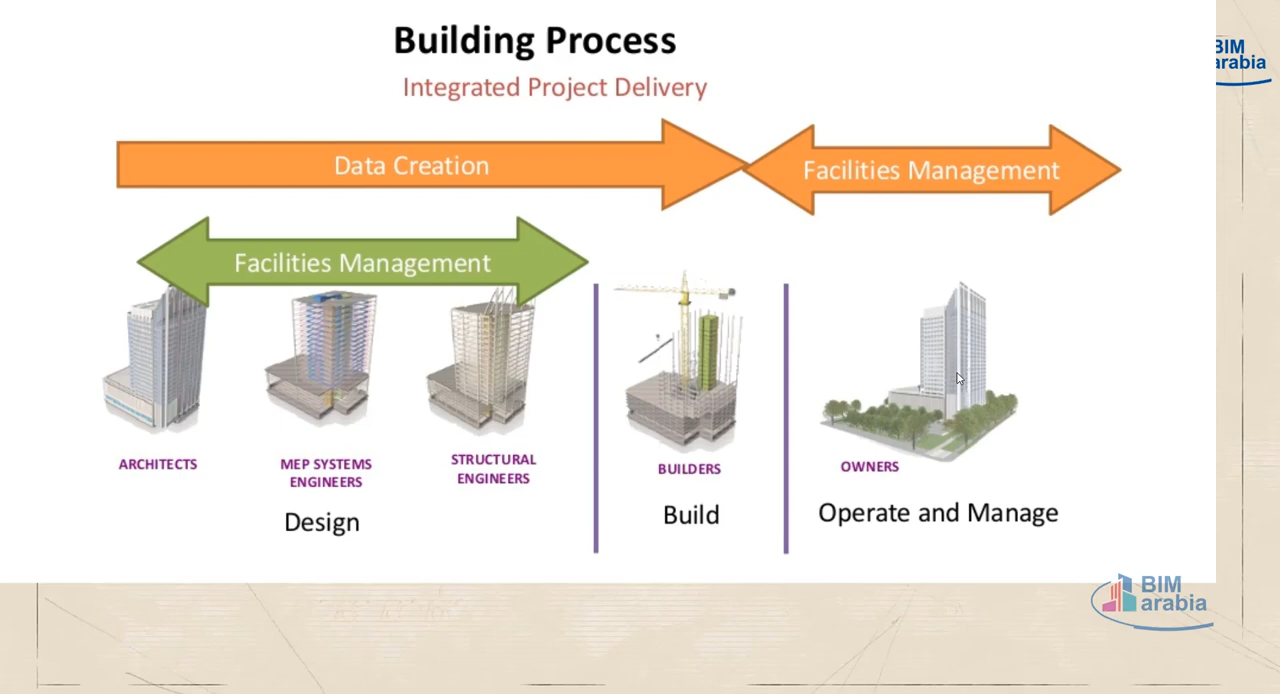 Building Process
Integrated Project Delivery
Data Creation
Facilities Management
Facilities Management
ARCHITECTS
MEP SYSTEMS
ENGINEERS
STRUCTURAL
ENGINEERS
BUILDERS
OWNERS
Design
Build
Operate and Manage
BIM
arabia
BIM
arabia